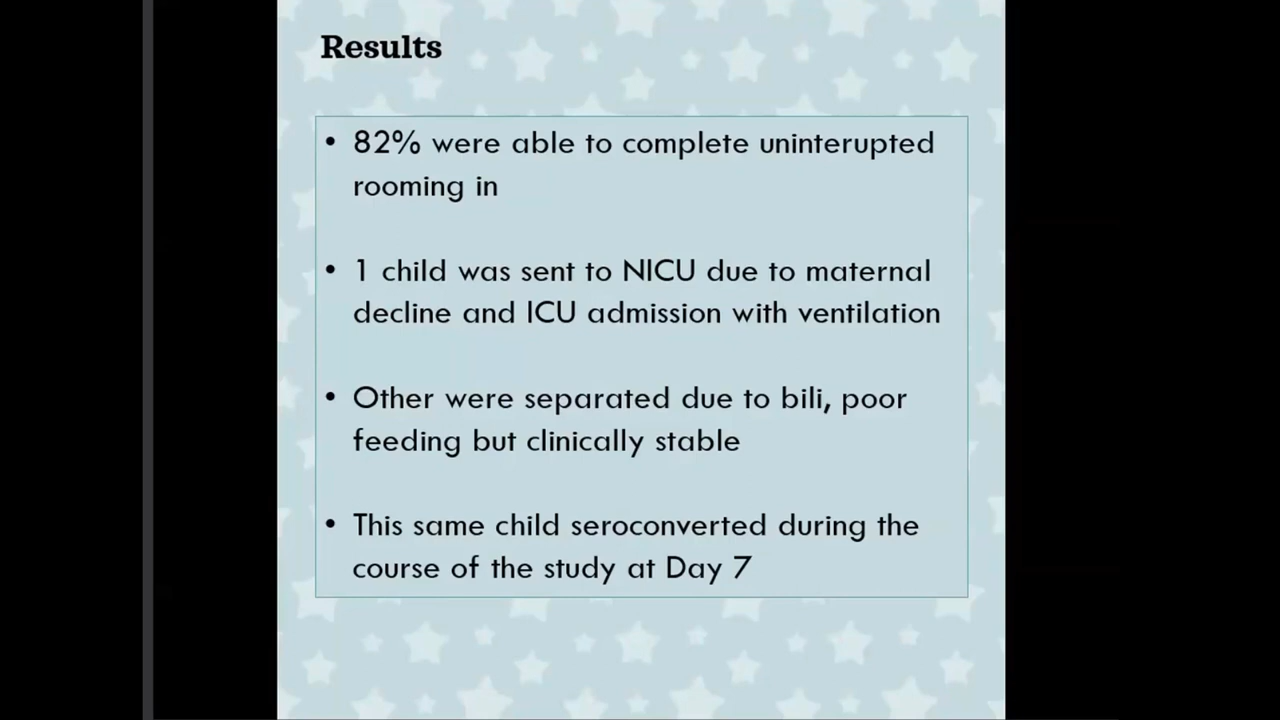 Results
• 82% were able to complete uninterupted
rooming in
• 1 child was sent to NICU due to maternal
decline and ICU admission with ventilation
• Other were separated due to bili, poor
feeding but clinically stable
• This same child seroconverted during the
course of the study at Day 7